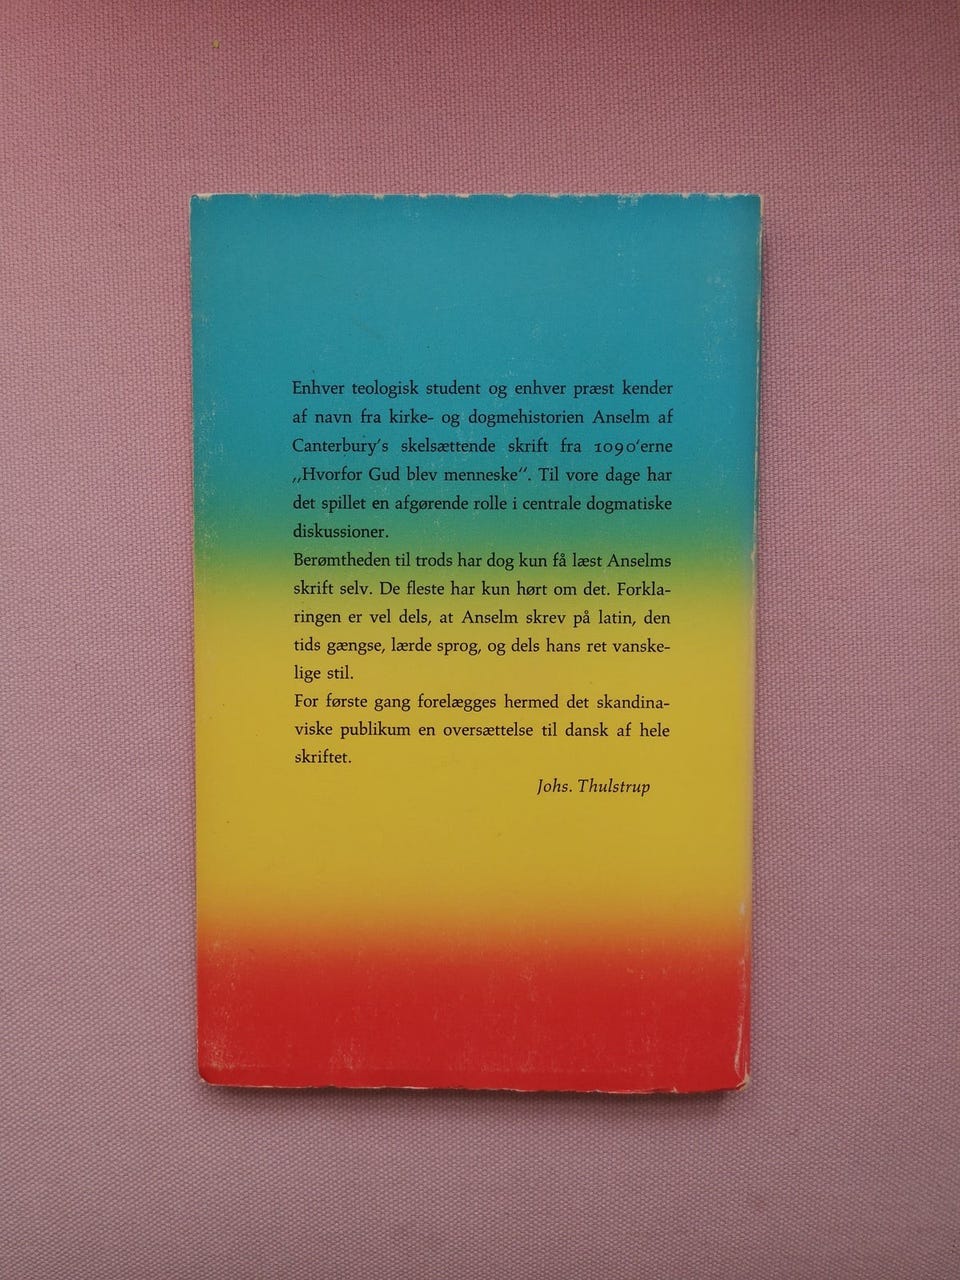 Enhver teologisk student og enhver præst kender
af navn fra kirke- og dogmehistorien Anselm af
Canterbury's skelsættende skrift fra 1090'erne
„Hvorfor Gud blev menneske“. Til vore dage har
det spillet en afgørende rolle i centrale dogmatiske
diskussioner.
Berømtheden til trods har dog kun få læst Anselms
skrift selv. De fleste har kun hørt om det. Forkla-
ringen er vel dels, at Anselm skrev på latin, den
tids gængse, lærde sprog, og dels hans ret vanske-
lige stil.
For første gang forelægges hermed det skandina-
viske publikum en oversættelse til dansk af hele
skriftet.
Johs. Thulstrup